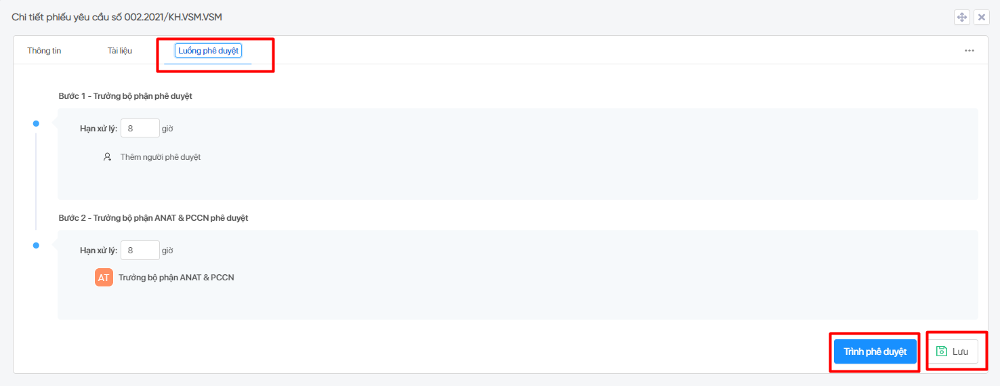 Chi tiết phiếu yêu cầu số 002.2021/KH.VSM.VSM
Thông tin
Tài liệu
Luồng phê duyệt
Bước 1 - Trưởng bộ phận phê duyệt
Hạn xử lý: 8 giờ
Thêm người phê duyệt
Bước 2 - Trưởng bộ phận ANAT & PCCN phê duyệt
Hạn xử lý: 8 giờ
AT Trưởng bộ phận ANAT & PCCN
Trình phê duyệt
Lưu